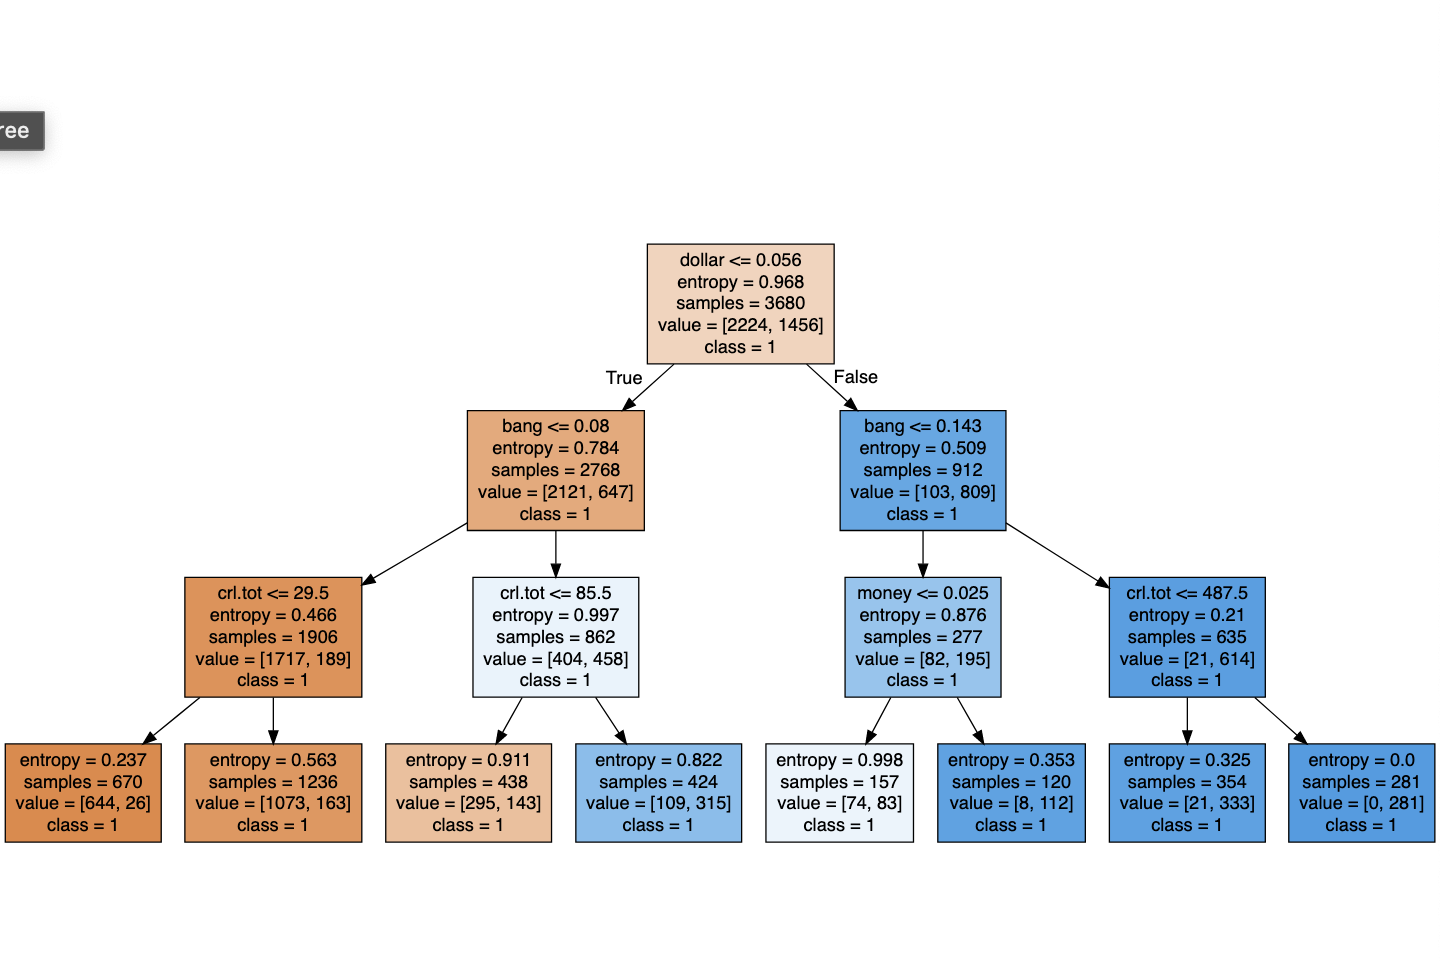 ree
dollar <= 0.056
entropy = 0.968
samples = 3680
value = [2224, 1456]
class = 1
True
False
bang <= 0.08
entropy = 0.784
samples = 2768
value = [2121, 647]
class = 1
bang <= 0.143
entropy = 0.509
samples = 912
value = [103, 809]
class = 1
crl.tot <= 29.5
entropy = 0.466
samples = 1906
value = [1717, 189]
class = 1
crl.tot <= 85.5
entropy = 0.997
samples = 862
value = [404, 458]
class = 1
money <= 0.025
entropy = 0.876
samples = 277
value = [82, 195]
class = 1
crl.tot <= 487.5
entropy = 0.21
samples = 635
value = [21, 614]
class = 1
entropy = 0.237
samples = 670
value = [644, 26]
class = 1
entropy = 0.563
samples = 1236
value = [1073, 163]
class = 1
entropy = 0.911
samples = 438
value = [295, 143]
class = 1
entropy = 0.822
samples = 424
value = [109, 315]
class = 1
entropy = 0.998
samples = 157
value = [74, 83]
class = 1
entropy = 0.353
samples = 120
value = [8, 112]
class = 1
entropy = 0.325
samples = 354
value = [21, 333]
class = 1
entropy = 0.0
samples = 281
value = [0, 281]
class = 1